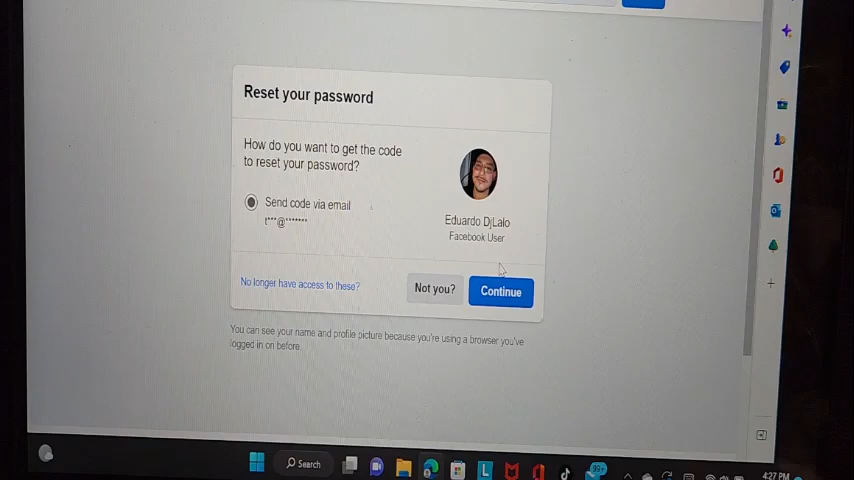 Reset your password
How do you want to get the code
to reset your password?
Send code via email
t***@*******
Eduardo DjLalo
Facebook User
No longer have access to these?
Not you?
Continue
You can see your name and profile picture because you're using a browser you've
logged in on before.
Search
99+
4:27 PM